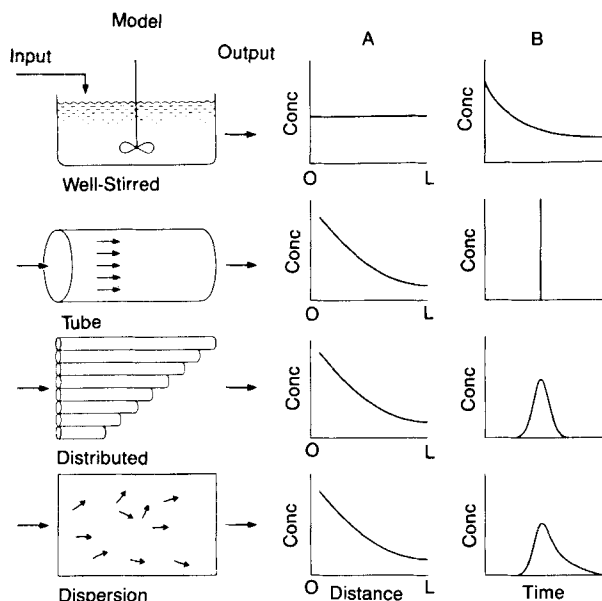 Model
A
B
Input
Output
Conc
Conc
O
L
Well-Stirred
Conc
Conc
O
L
Tube
Conc
Conc
O
L
Distributed
Conc
Conc
O
L
Distance
Time
Dispersion